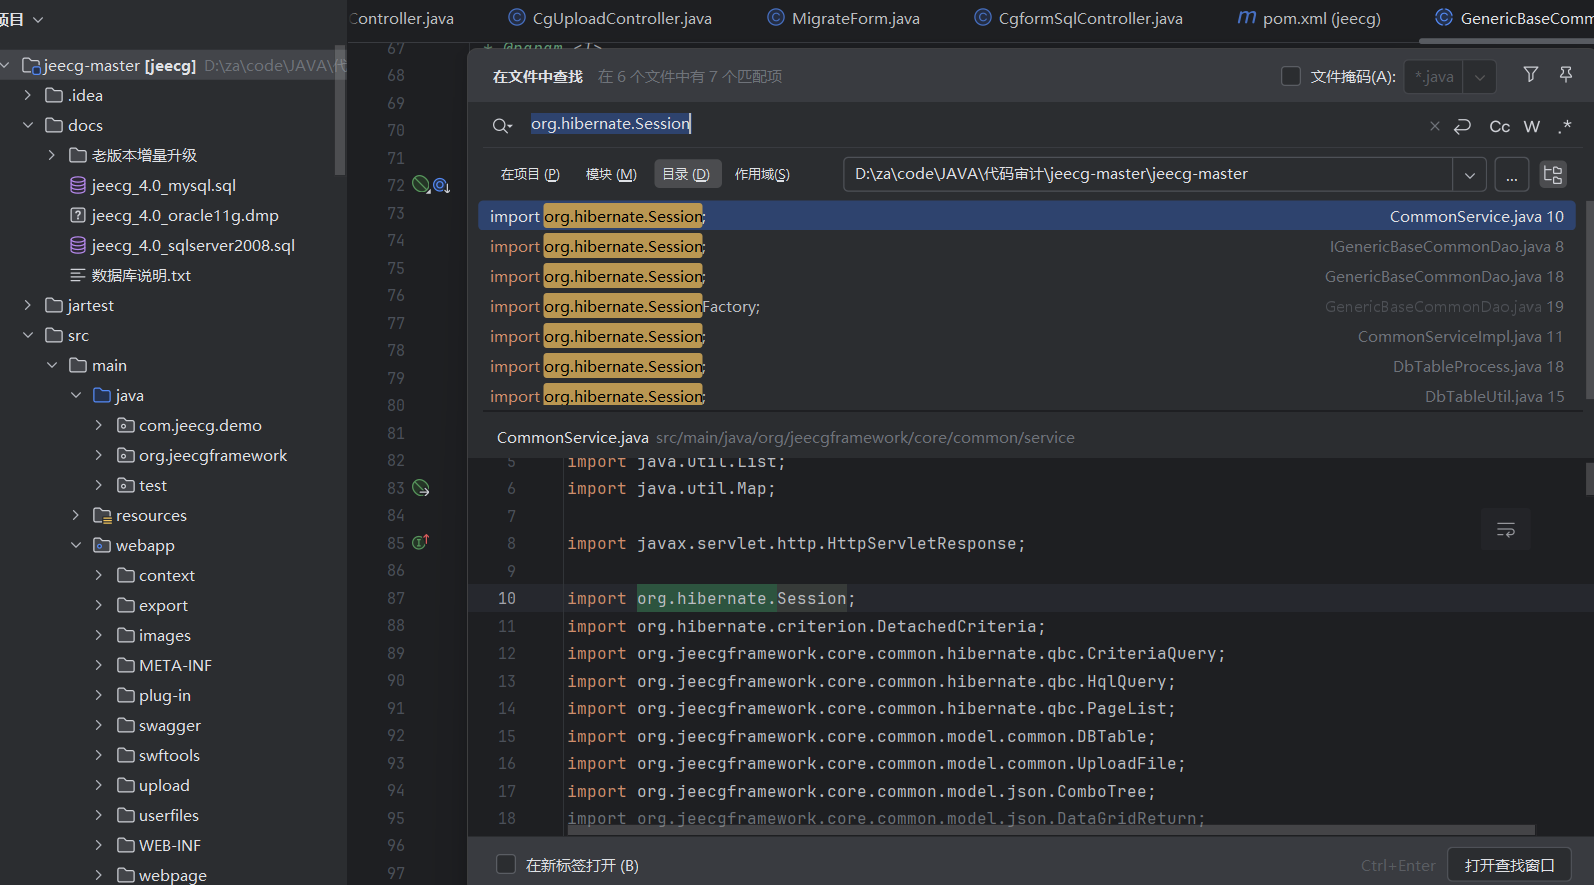 项目
Controller.java
CgUploadController.java
MigrateForm.java
CgformSqlController.java
pom.xml (jeecg)
GenericBaseComm
jeecg-master [jeecg] D:\za\code\JAVA\代
.idea
docs
老版本增量升级
jeecg_4.0_mysql.sql
jeecg_4.0_oracle11g.dmp
jeecg_4.0_sqlserver2008.sql
数据库说明.txt
jartest
src
main
java
com.jeecg.demo
org.jeecgframework
test
resources
webapp
context
export
images
META-INF
plug-in
swagger
swftools
upload
userfiles
WEB-INF
webpage
67
68
69
70
71
72
73
74
75
76
77
78
79
80
81
82
83
84
85
86
87
88
89
90
91
92
93
94
95
96
97
* @param <T>
在文件中查找 在 6 个文件中有 7 个匹配项
文件掩码(A): *.java
org.hibernate.Session
Cc W .*
在项目 (P) 模块 (M) 目录 (D) 作用域(S)
D:\za\code\JAVA\代码审计\jeecg-master\jeecg-master
...
import org.hibernate.Session; CommonService.java 10
import org.hibernate.Session; IGenericBaseCommonDao.java 8
import org.hibernate.Session; GenericBaseCommonDao.java 18
import org.hibernate.SessionFactory; GenericBaseCommonDao.java 19
import org.hibernate.Session; CommonServiceImpl.java 11
import org.hibernate.Session; DbTableProcess.java 18
import org.hibernate.Session; DbTableUtil.java 15
CommonService.java src/main/java/org/jeecgframework/core/common/service
5 import java.util.List;
6 import java.util.Map;
7
8 import javax.servlet.http.HttpServletResponse;
9
10 import org.hibernate.Session;
11 import org.hibernate.criterion.DetachedCriteria;
12 import org.jeecgframework.core.common.hibernate.qbc.CriteriaQuery;
13 import org.jeecgframework.core.common.hibernate.qbc.HqlQuery;
14 import org.jeecgframework.core.common.hibernate.qbc.PageList;
15 import org.jeecgframework.core.common.model.common.DBTable;
16 import org.jeecgframework.core.common.model.common.UploadFile;
17 import org.jeecgframework.core.common.model.json.ComboTree;
18 import org.jeecgframework.core.common.model.json.DataGridReturn;
在新标签打开 (B)
Ctrl+Enter 打开查找窗口